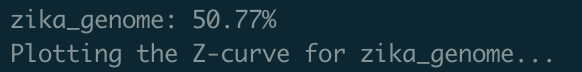 zika_genome: 50.77%
Plotting the Z-curve for zika_genome...